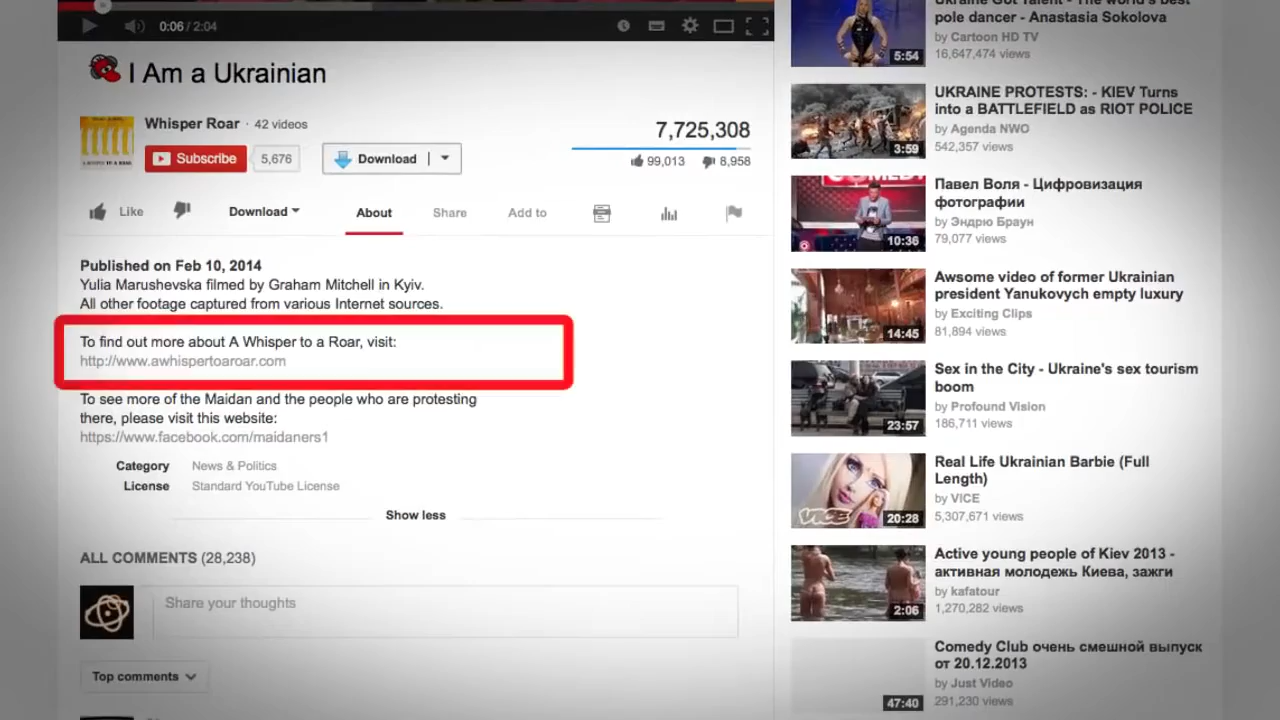 0:06 / 2:04
I Am a Ukrainian
Whisper Roar · 42 videos
Subscribe 5,676
Download
7,725,308
99,013 8,958
Like Download About Share Add to
Published on Feb 10, 2014
Yulia Marushevska filmed by Graham Mitchell in Kyiv.
All other footage captured from various Internet sources.
To find out more about A Whisper to a Roar, visit:
http://www.awhispertoaroar.com
To see more of the Maidan and the people who are protesting
there, please visit this website:
https://www.facebook.com/maidaners1
Category News & Politics
License Standard YouTube License
Show less
ALL COMMENTS (28,238)
Share your thoughts
Top comments
Ukraine Got Talent - The world's best
pole dancer - Anastasia Sokolova
by Cartoon HD TV
16,647,474 views
5:54
UKRAINE PROTESTS: - KIEV Turns
into a BATTLEFIELD as RIOT POLICE
by Agenda NWO
542,357 views
3:59
Павел Воля - Цифровизация
фотографии
by Эндрю Браун
79,077 views
10:36
Awsome video of former Ukrainian
president Yanukovych empty luxury
by Exciting Clips
81,894 views
14:45
Sex in the City - Ukraine's sex tourism
boom
by Profound Vision
186,711 views
23:57
Real Life Ukrainian Barbie (Full
Length)
by VICE
5,307,671 views
VICE
20:28
Active young people of Kiev 2013 -
активная молодежь Киева, зажги
by kafatour
1,270,282 views
2:06
Comedy Club очень смешной выпуск
от 20.12.2013
by Just Video
291,230 views
47:40